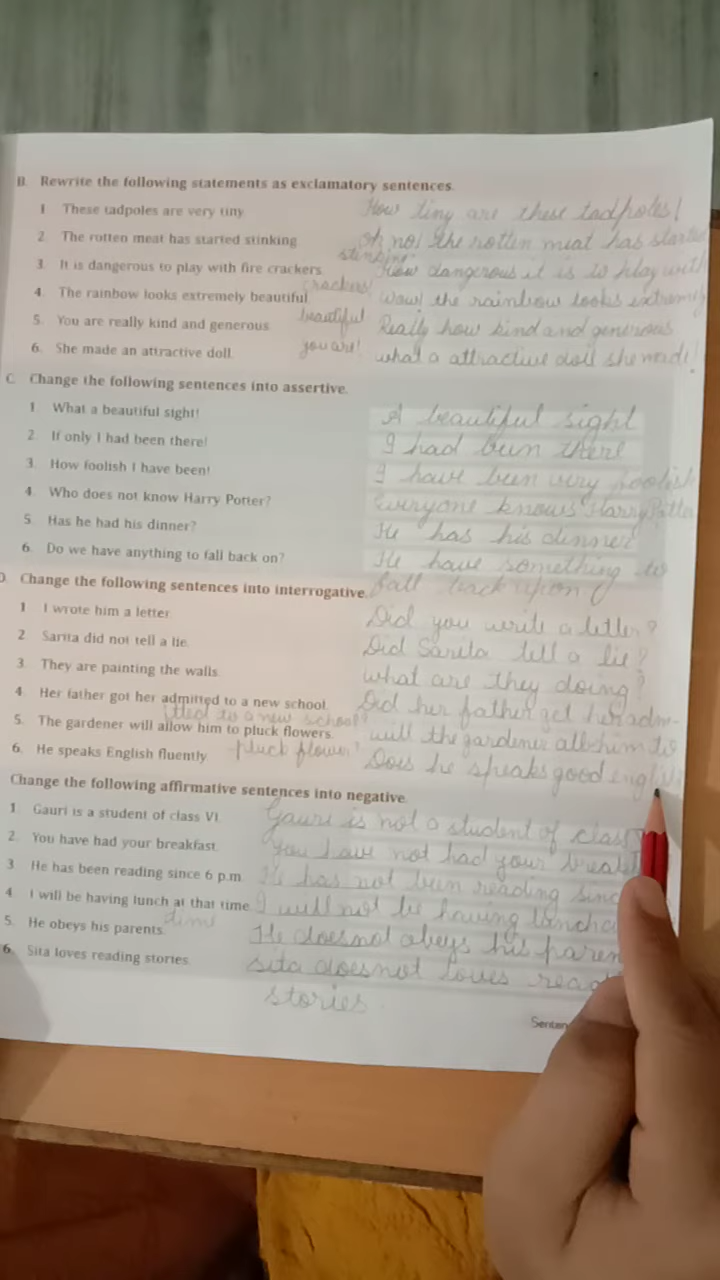 B. Rewrite the following statements as exclamatory sentences.
1 These tadpoles are very tiny. How tiny are these tadpoles!
2 The rotten meat has started stinking. Oh no! the rotten meat has started stinking
3. It is dangerous to play with fire crackers. How dangerous it is to play with crackers!
4. The rainbow looks extremely beautiful. Wow! the rainbow looks extremely beautiful
5. You are really kind and generous. Really how kind and generous you are!
6. She made an attractive doll. what a attractive doll she made!
C. Change the following sentences into assertive.
1 What a beautiful sight! A beautiful sight
2. If only I had been there! I had been there
3. How foolish I have been! I have been very foolish
4. Who does not know Harry Potter? Everyone knows Harry Potter
5. Has he had his dinner? He has his dinner
6. Do we have anything to fall back on? He have something to fall back upon
D. Change the following sentences into interrogative.
1 I wrote him a letter. Did you write a letter?
2 Sarita did not tell a lie. Did Sarita tell a lie?
3. They are painting the walls. what are they doing?
4. Her father got her admitted to a new school. Did her father get her adm-itted to a new school?
5. The gardener will allow him to pluck flowers. will the gardener allow him to pluck flower?
6. He speaks English fluently. Does he speaks good
Change the following affirmative sentences into negative.
1. Gauri is a student of class VI. Gauri is not a student of class
2. You have had your breakfast. You have not had your
3 He has been reading since 6 p.m. He has not been reading
4. I will be having lunch at that time. I will not be having time
5. He obeys his parents. He doesnot obeys his
6. Sita loves reading stories. sita doesnot loves stories.